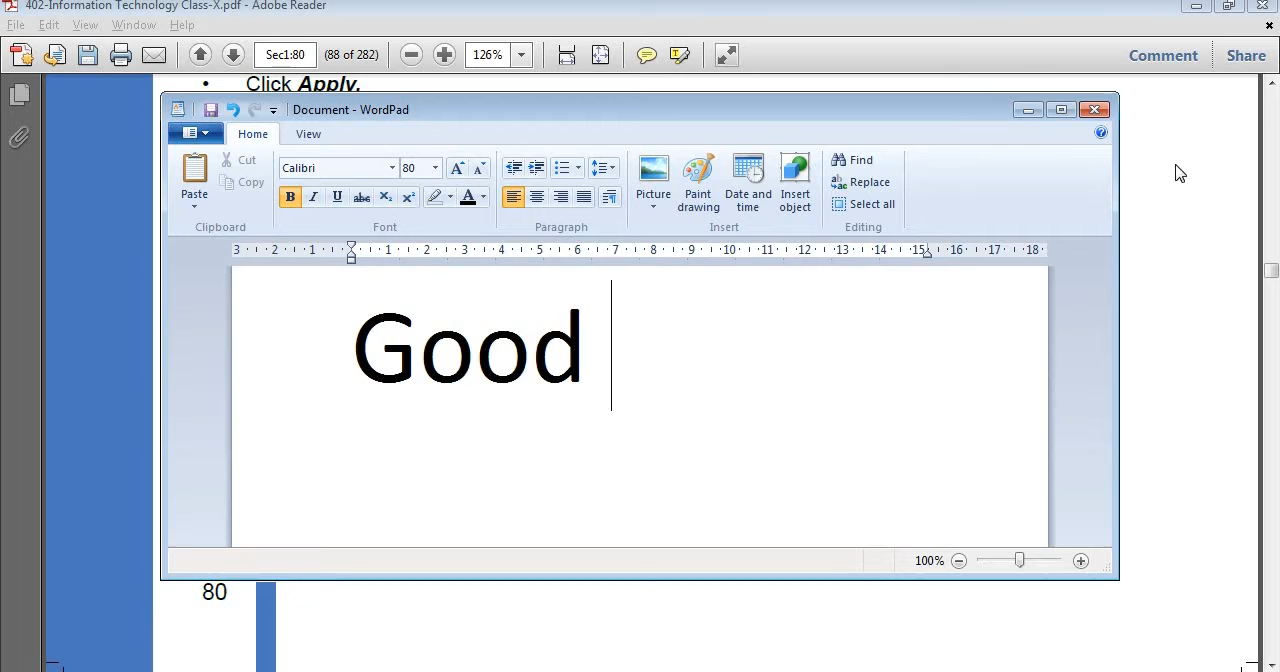 402-Information Technology Class-X.pdf - Adobe Reader
File Edit View Window Help
Sec1:80 (88 of 282) 126% Comment Share
• Click Apply.
Document - WordPad
Home View
Paste Cut Copy Clipboard
Calibri 80
B I U abc X₂ X² A Font
Paragraph
Picture Paint drawing Date and time Insert object Insert
Find Replace Select all Editing
3 2 1 1 2 3 4 5 6 7 8 9 10 11 12 13 14 15 16 17 18
Good
100%
80